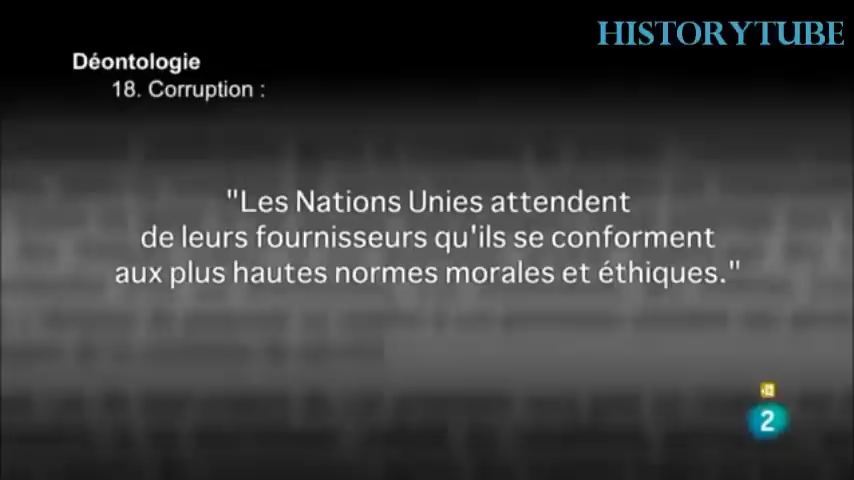 HISTORYTUBE
Déontologie
18. Corruption :
"Les Nations Unies attendent
de leurs fournisseurs qu'ils se conforment
aux plus hautes normes morales et éthiques."
2